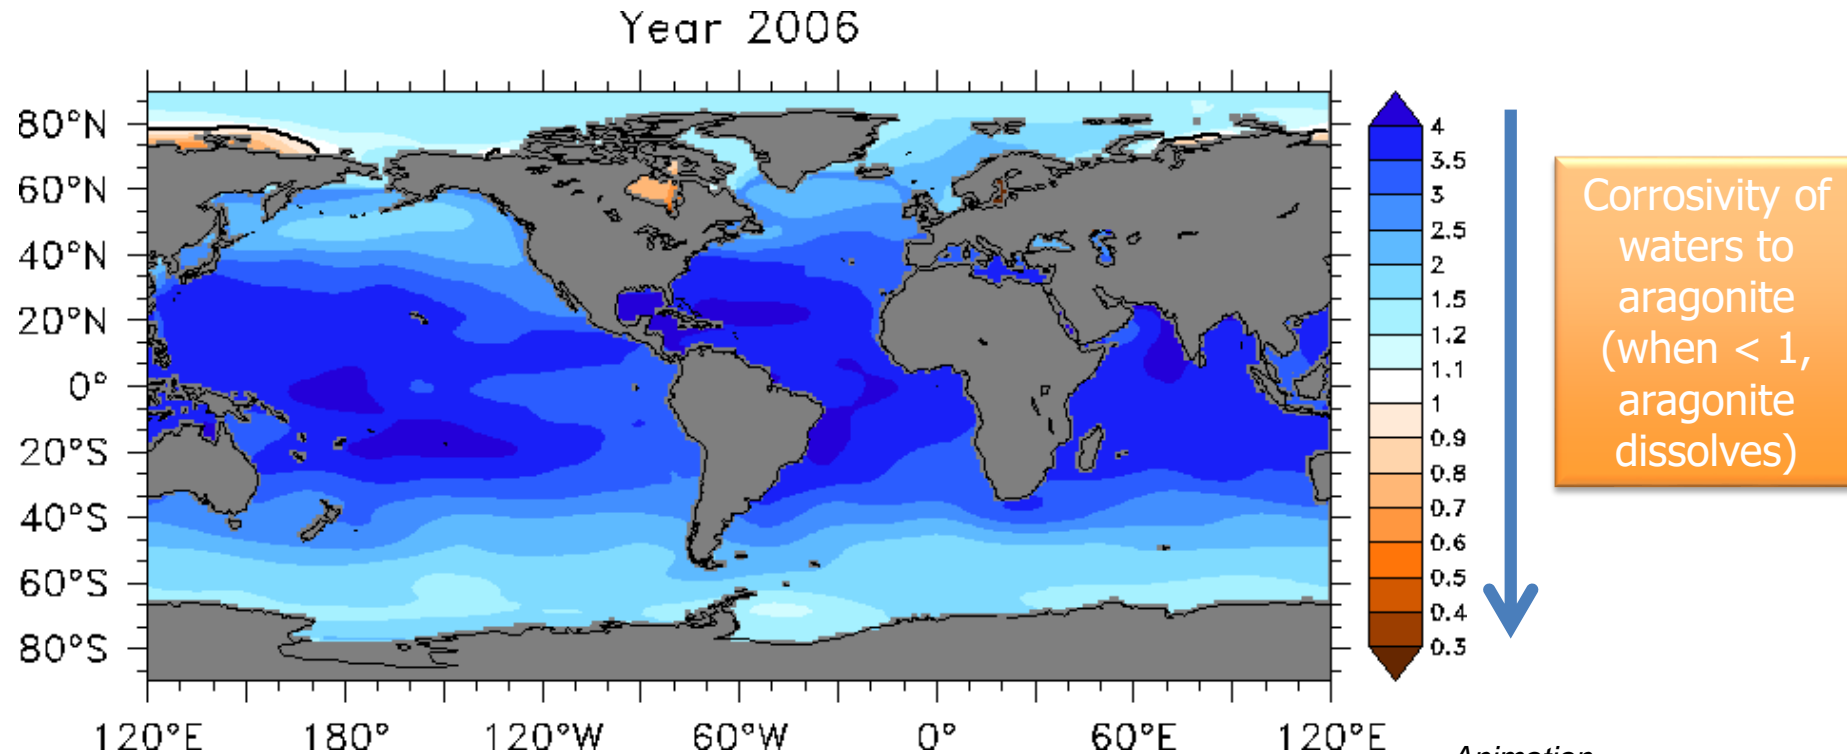 Year 2006
80°N
60°N
40°N
20°N
0°
20°S
40°S
60°S
80°S
120°E 180° 120°W 60°W 0° 60°E 120°E
4
3.5
3
2.5
2
1.5
1.2
1.1
1
0.9
0.8
0.7
0.6
0.5
0.4
0.3
Corrosivity of
waters to
aragonite
(when < 1,
aragonite
dissolves)
Animation